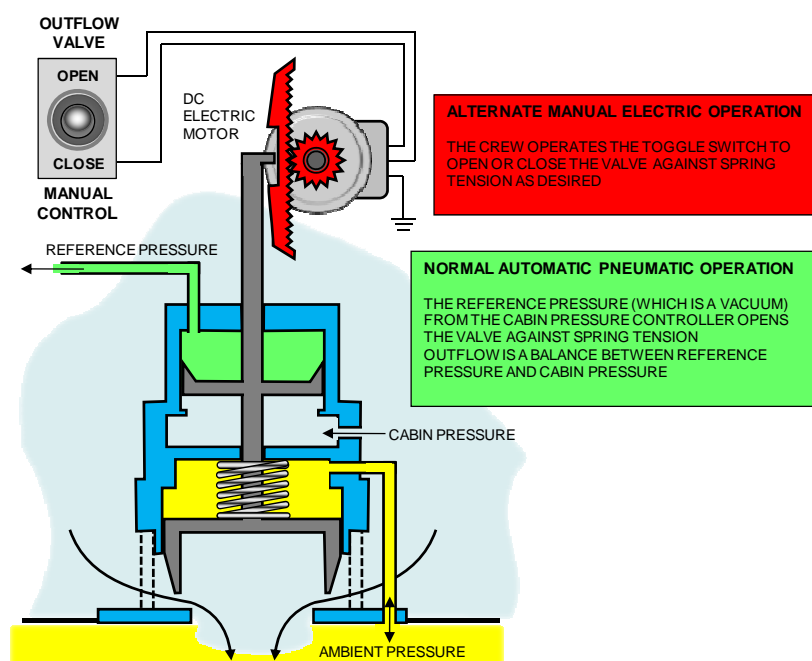 OUTFLOW
VALVE
OPEN
CLOSE
MANUAL
CONTROL
DC
ELECTRIC
MOTOR
ALTERNATE MANUAL ELECTRIC OPERATION
THE CREW OPERATES THE TOGGLE SWITCH TO
OPEN OR CLOSE THE VALVE AGAINST SPRING
TENSION AS DESIRED
REFERENCE PRESSURE
NORMAL AUTOMATIC PNEUMATIC OPERATION
THE REFERENCE PRESSURE (WHICH IS A VACUUM)
FROM THE CABIN PRESSURE CONTROLLER OPENS
THE VALVE AGAINST SPRING TENSION
OUTFLOW IS A BALANCE BETWEEN REFERENCE
PRESSURE AND CABIN PRESSURE
CABIN PRESSURE
AMBIENT PRESSURE